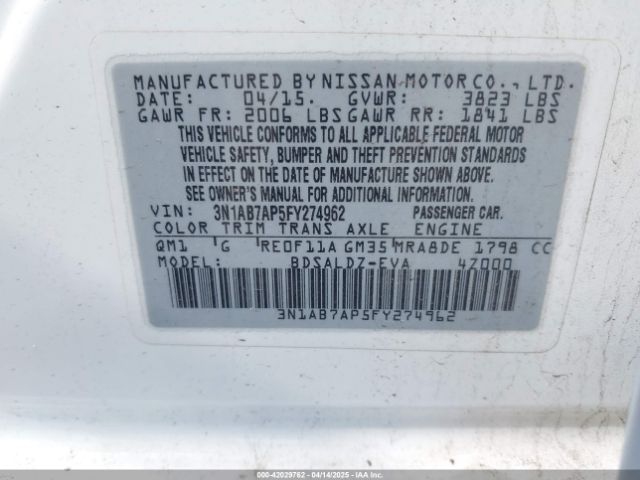 MANUFACTURED BY NISSAN MOTOR CO., LTD.
DATE: 04/15. GVWR: 3823 LBS
GAWR FR: 2006 LBS GAWR RR: 1841 LBS
THIS VEHICLE CONFORMS TO ALL APPLICABLE FEDERAL MOTOR
VEHICLE SAFETY, BUMPER AND THEFT PREVENTION STANDARDS
IN EFFECT ON THE DATE OF MANUFACTURE SHOWN ABOVE.
SEE OWNER'S MANUAL FOR ADDITIONAL INFORMATION.
VIN: 3N1AB7AP5FY274962 PASSENGER CAR.
COLOR TRIM TRANS AXLE ENGINE
QM1 G RE0F11A GM35 MRA8DE 1798 CC
MODEL: BDSALDZ-EVA 4Z000
3N1AB7AP5FY274962
000-42029762 - 04/14/2025 - IAAI.COM